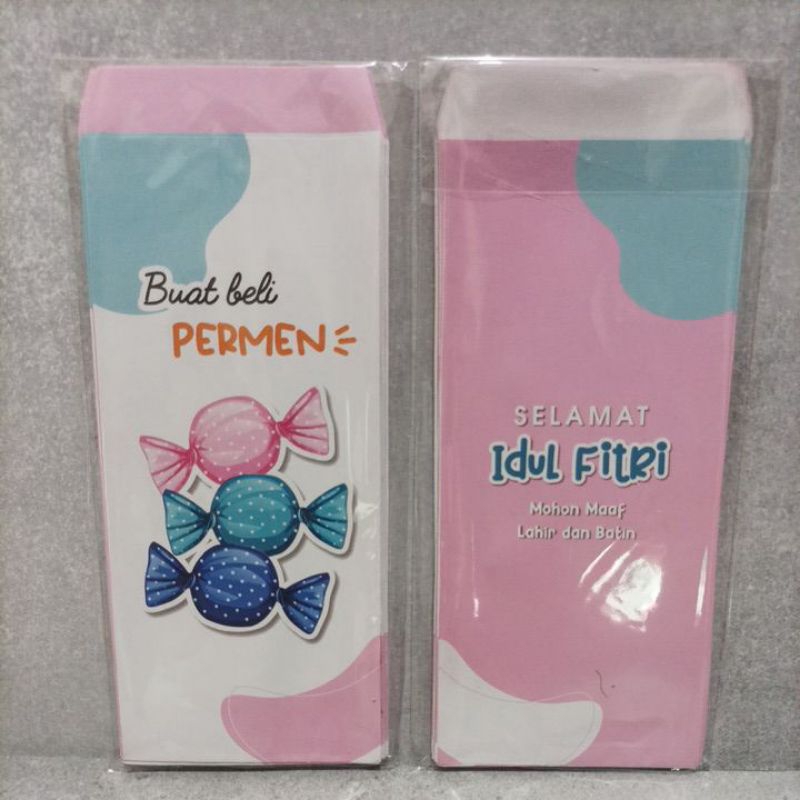 Buat beli
PERMEN
SELAMAT
Idul Fitri
Mohon Maaf
Lahir dan Batin